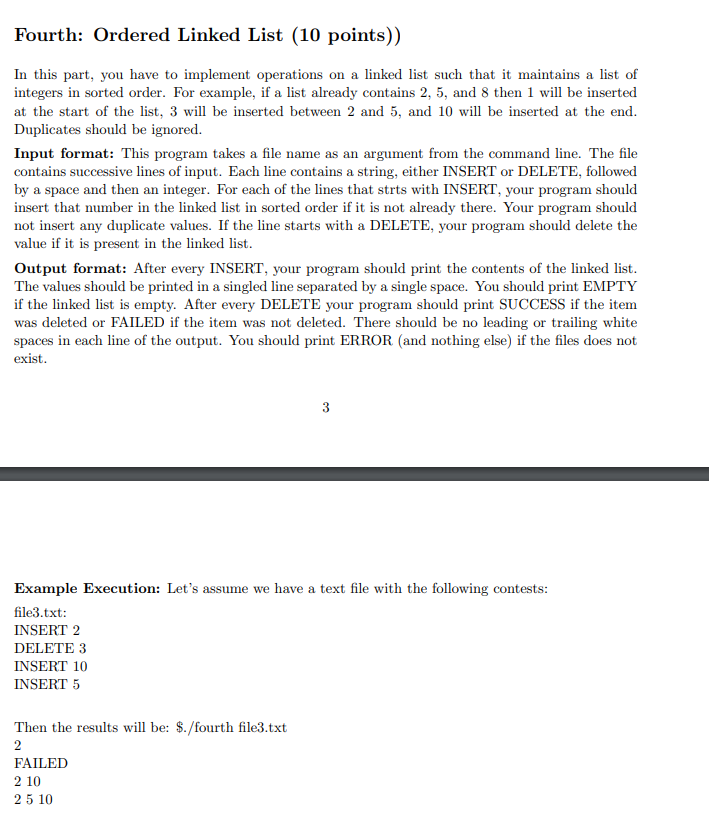 Fourth: Ordered Linked List (10 points))
In this part, you have to implement operations on a linked list such that it maintains a list of
integers in sorted order. For example, if a list already contains 2, 5, and 8 then 1 will be inserted
at the start of the list, 3 will be inserted between 2 and 5, and 10 will be inserted at the end.
Duplicates should be ignored.
Input format: This program takes a file name as an argument from the command line. The file
contains successive lines of input. Each line contains a string, either INSERT or DELETE, followed
by a space and then an integer. For each of the lines that strts with INSERT, your program should
insert that number in the linked list in sorted order if it is not already there. Your program should
not insert any duplicate values. If the line starts with a DELETE, your program should delete the
value if it is present in the linked list.
Output format: After every INSERT, your program should print the contents of the linked list.
The values should be printed in a singled line separated by a single space. You should print EMPTY
if the linked list is empty. After every DELETE your program should print SUCCESS if the item
was deleted or FAILED if the item was not deleted. There should be no leading or trailing white
spaces in each line of the output. You should print ERROR (and nothing else) if the files does not
exist.
3
Example Execution: Let's assume we have a text file with the following contests:
file3.txt:
INSERT 2
DELETE 3
INSERT 10
INSERT 5
Then the results will be: $./fourth file3.txt
2
FAILED
2 10
2 5 10